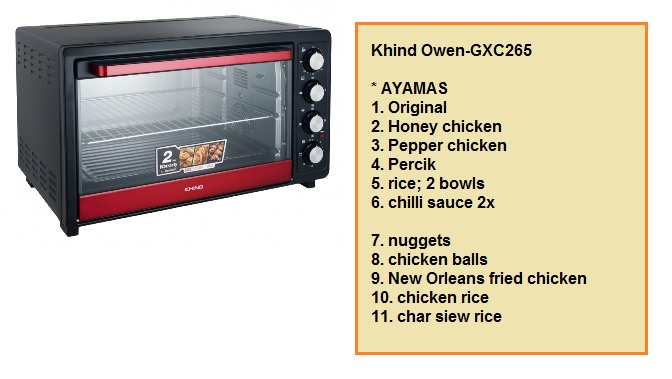 2
KHIND
Khind Owen-GXC265
* AYAMAS
1. Original
2. Honey chicken
3. Pepper chicken
4. Percik
5. rice; 2 bowls
6. chilli sauce 2x
7. nuggets
8. chicken balls
9. New Orleans fried chicken
10. chicken rice
11. char siew rice